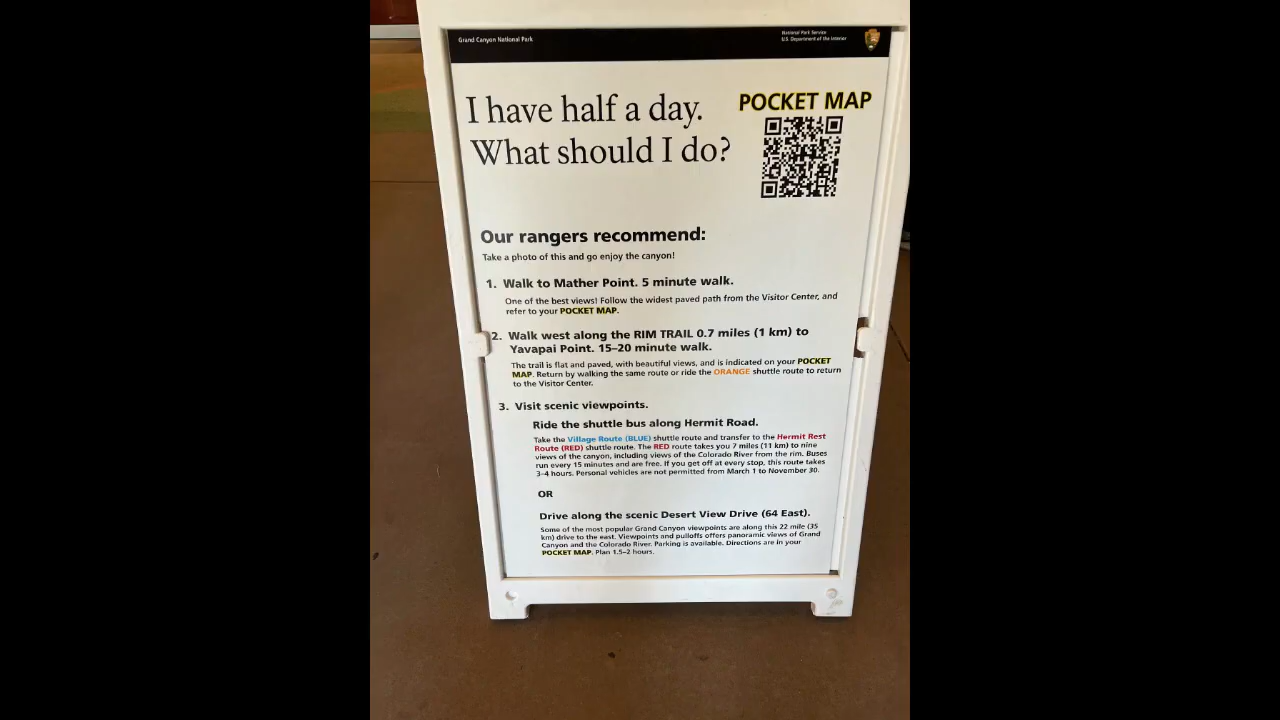 Grand Canyon National Park
National Park Service
U.S. Department of the Interior
I have half a day.
What should I do?
POCKET MAP
Our rangers recommend:
Take a photo of this and go enjoy the canyon!
1. Walk to Mather Point. 5 minute walk.
One of the best views! Follow the widest paved path from the Visitor Center, and
refer to your POCKET MAP.
2. Walk west along the RIM TRAIL 0.7 miles (1 km) to
Yavapai Point. 15–20 minute walk.
The trail is flat and paved, with beautiful views, and is indicated on your POCKET
MAP. Return by walking the same route or ride the ORANGE shuttle route to return
to the Visitor Center.
3. Visit scenic viewpoints.
Ride the shuttle bus along Hermit Road.
Take the Village Route (BLUE) shuttle route and transfer to the Hermit Rest
Route (RED) shuttle route. The RED route takes you 7 miles (11 km) to nine
views of the canyon, including views of the Colorado River from the rim. Buses
run every 15 minutes and are free. If you get off at every stop, this route takes
3–4 hours. Personal vehicles are not permitted from March 1 to November 30.
OR
Drive along the scenic Desert View Drive (64 East).
Some of the most popular Grand Canyon viewpoints are along this 22 mile (35
km) drive to the east. Viewpoints and pulloffs offers panoramic views of Grand
Canyon and the Colorado River. Parking is available. Directions are in your
POCKET MAP. Plan 1.5–2 hours.